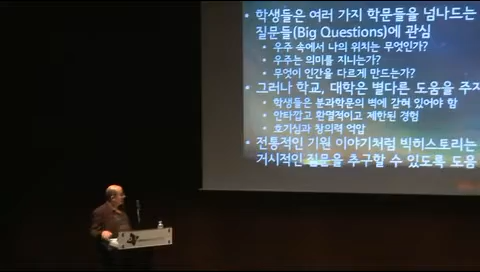 • 학생들은 여러 가지 학문들을 넘나드는
질문들(Big Questions)에 관심
• 우주 속에서 나의 위치는 무엇인가?
• 우주는 의미를 지니는가?
• 무엇이 인간을 다르게 만드는가?
• 그러나 학교, 대학은 별다른 도움을 주지
• 학생들은 분과학문의 벽에 갇혀 있어야 함
• 안타깝고 환멸적이고 제한된 경험
• 호기심과 창의력 억압
• 전통적인 기원 이야기처럼 빅히스토리는
거시적인 질문을 추구할 수 있도록 도움